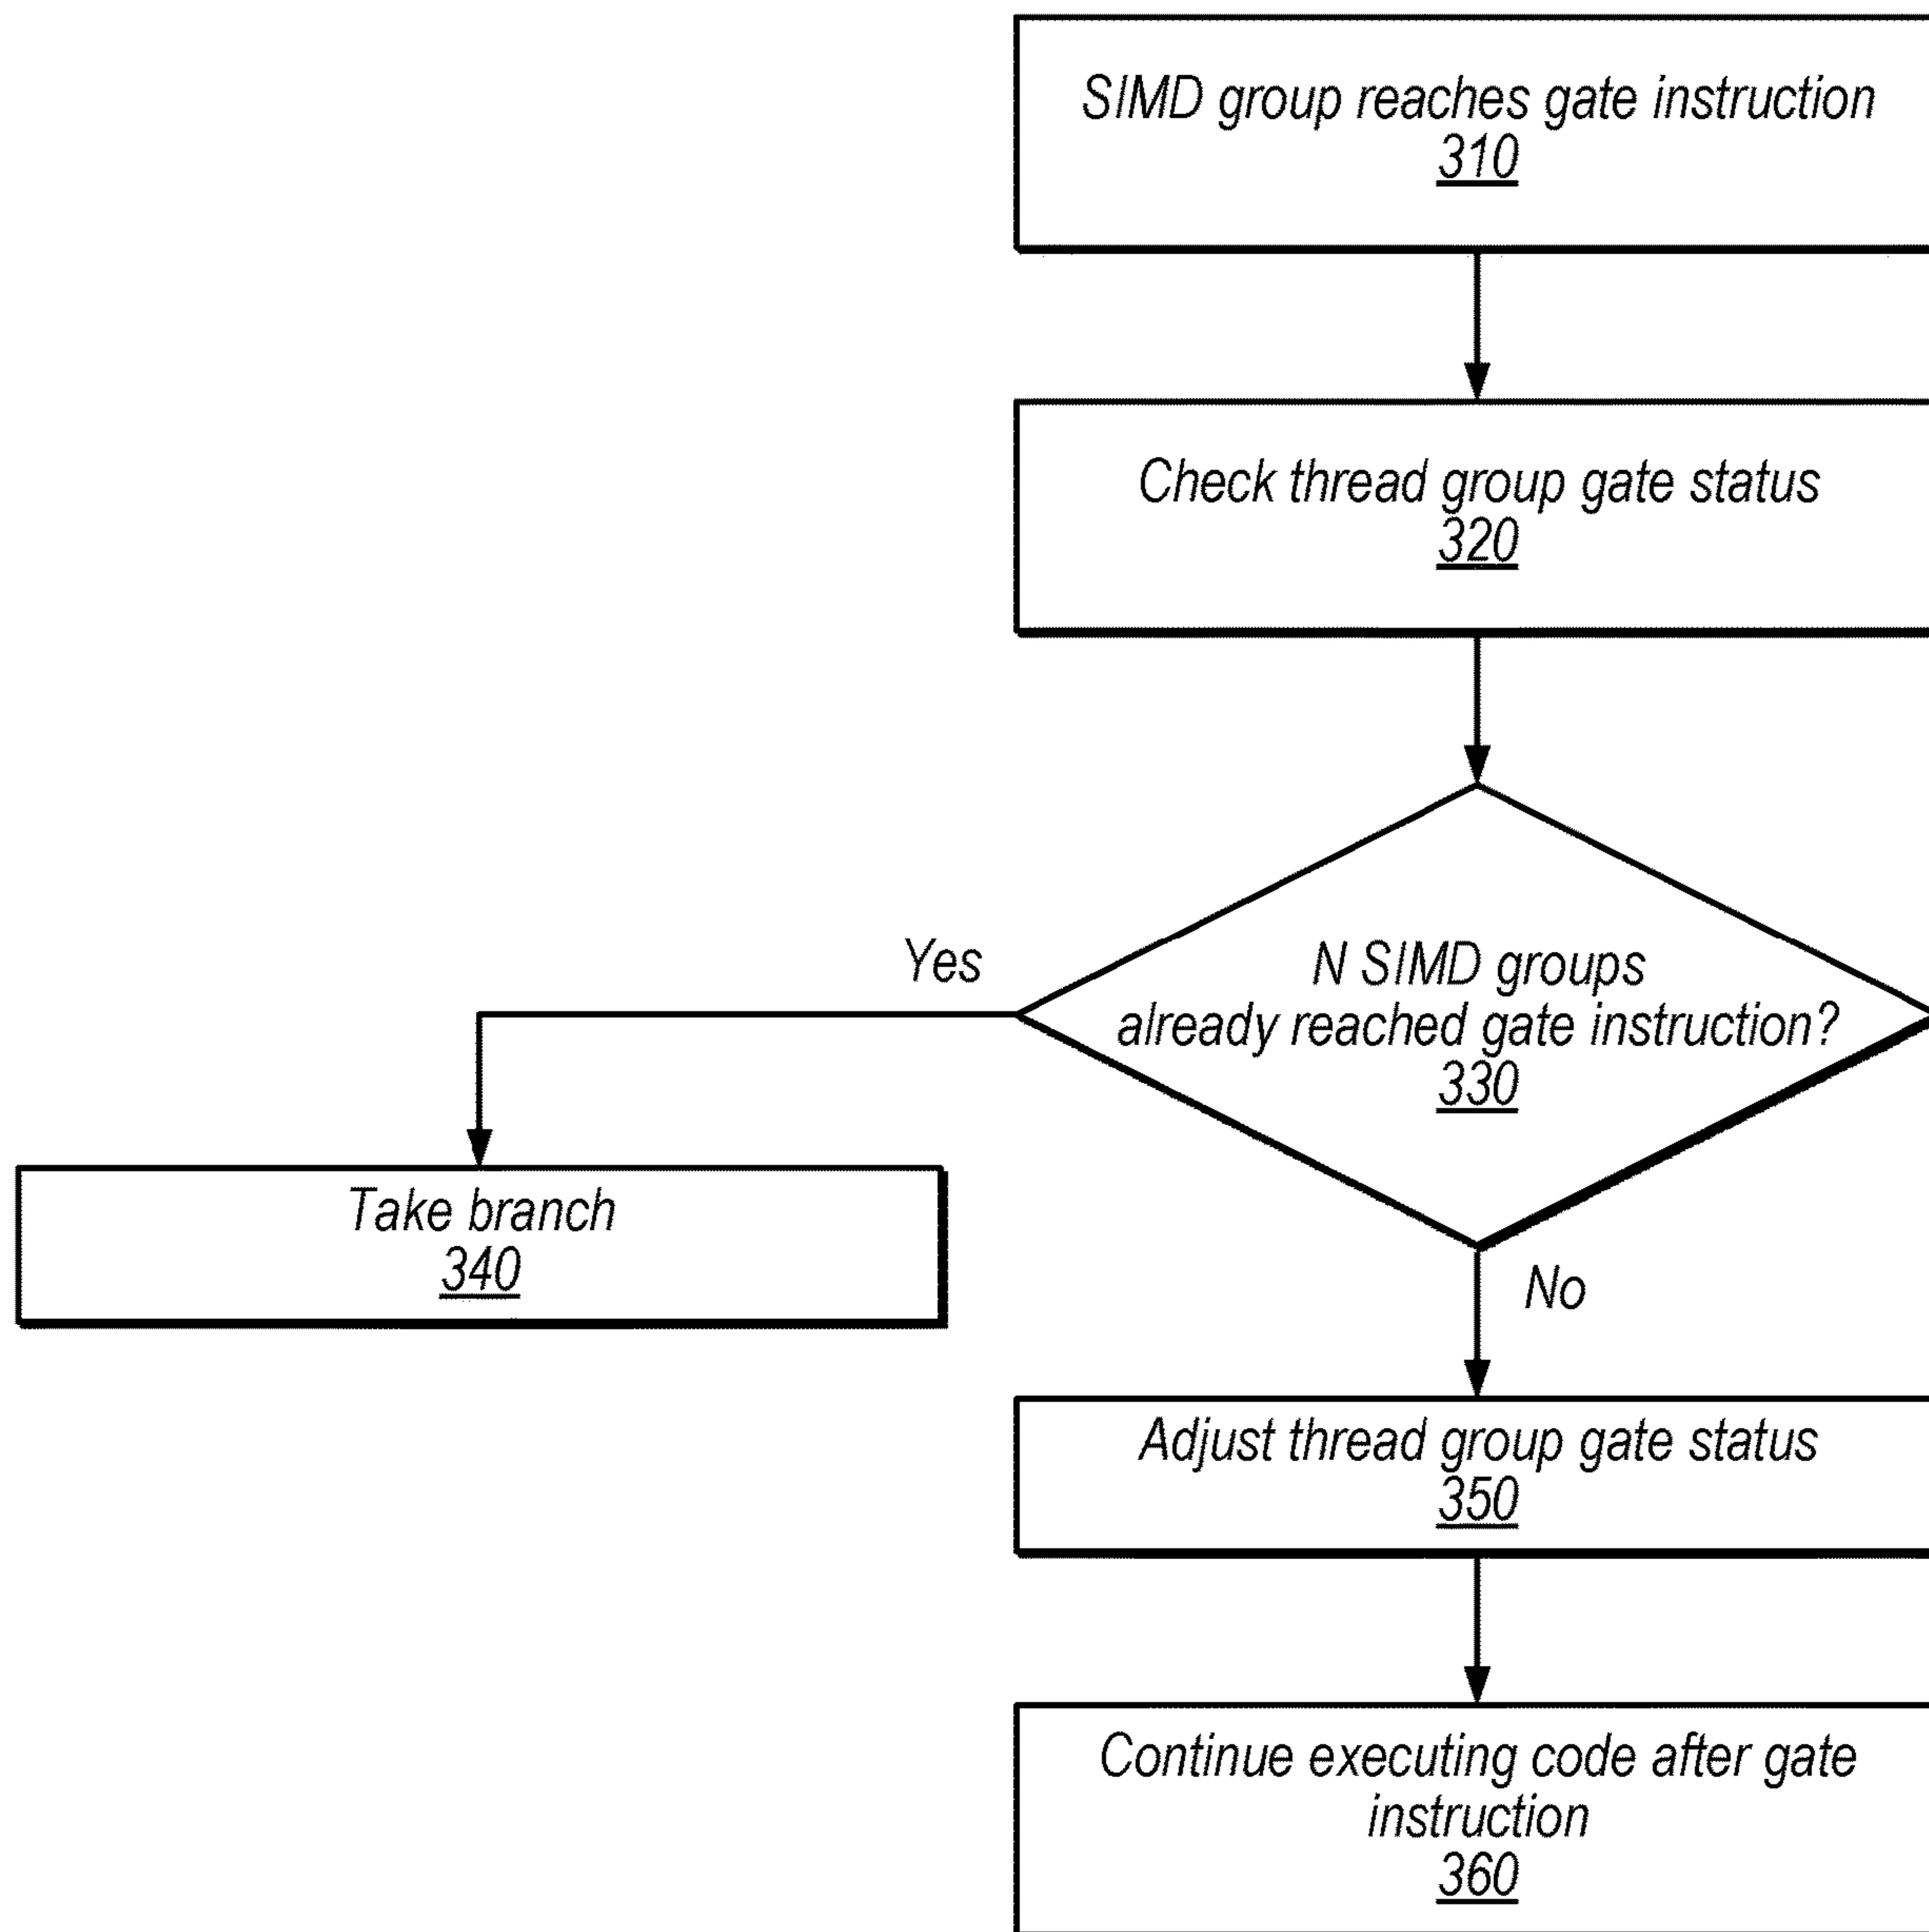 SIMD group reaches gate instruction
310
Check thread group gate status
320
Yes
N SIMD groups
already reached gate instruction?
330
Take branch
340
No
Adjust thread group gate status
350
Continue executing code after gate
instruction
360